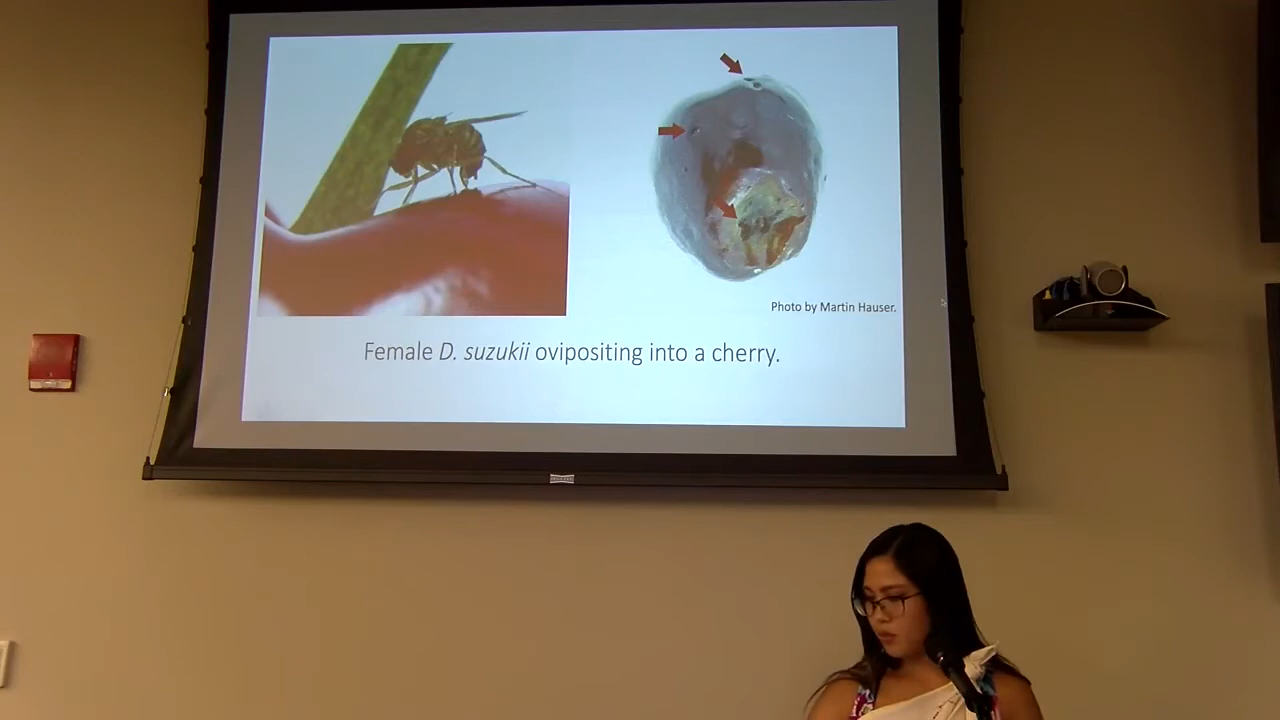 Photo by Martin Hauser.
Female D. suzukii ovipositing into a cherry.